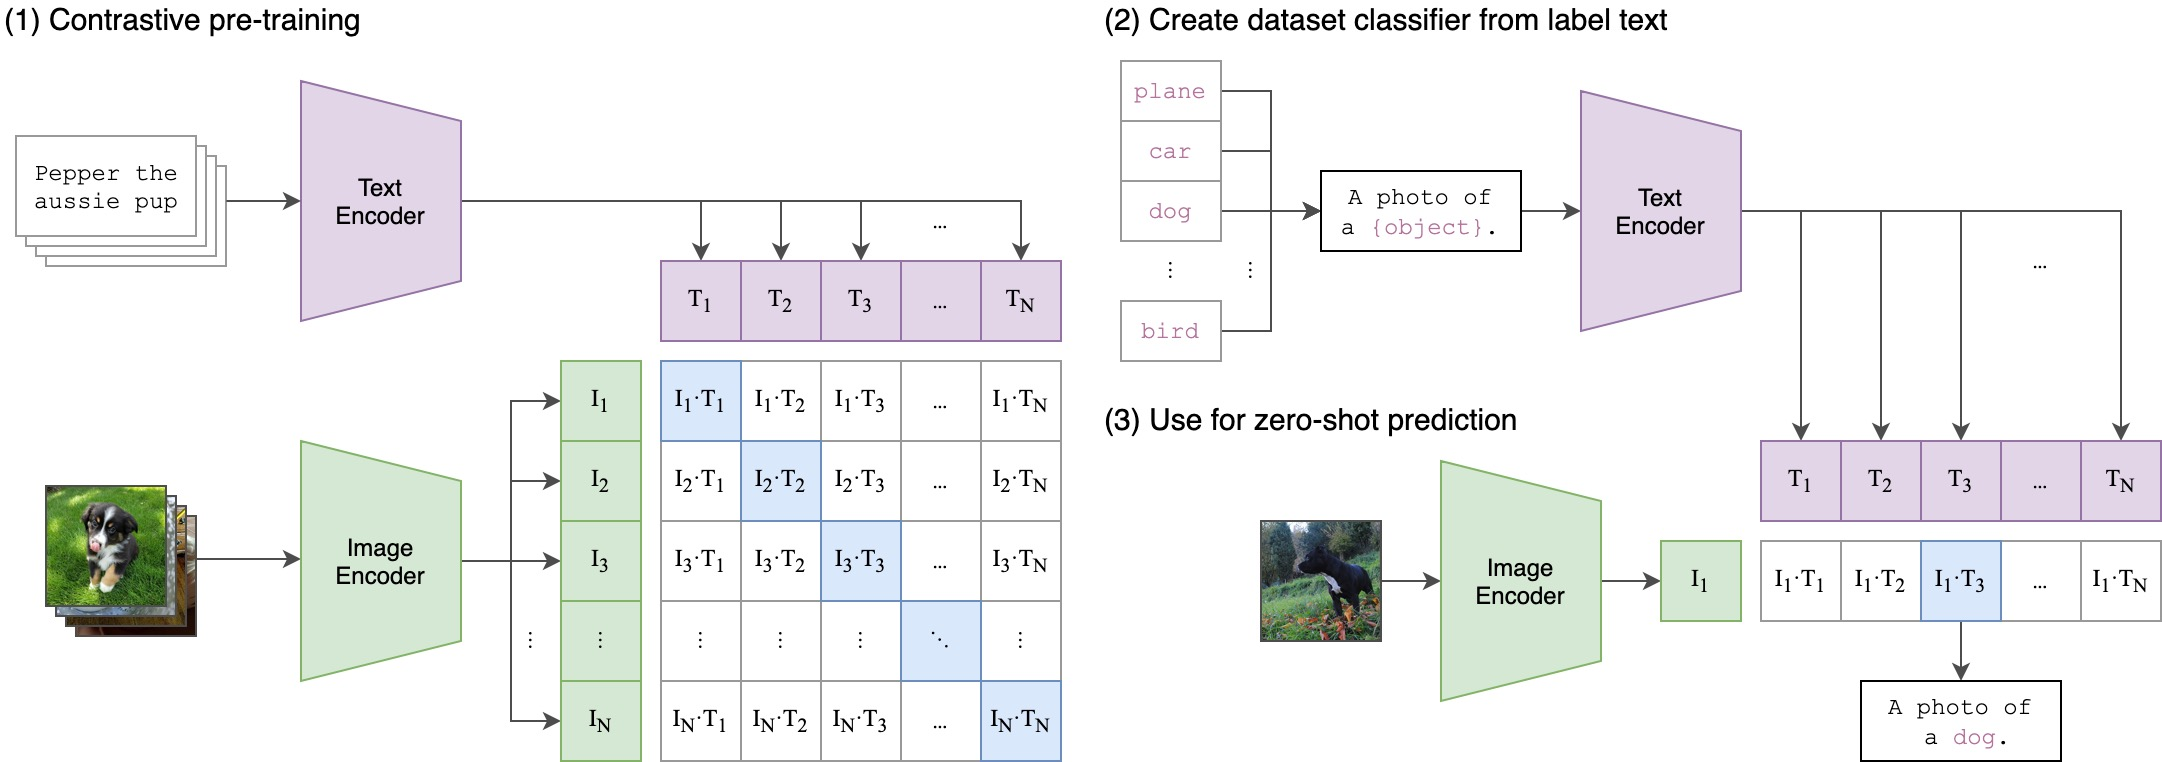 (1) Contrastive pre-training
Pepper the
aussie pup
Text
Encoder
...
T1 T2 T3 ... TN
Image
Encoder
⋮
I1
I2
I3
⋮
IN
I1·T1 I1·T2 I1·T3 ... I1·TN
I2·T1 I2·T2 I2·T3 ... I2·TN
I3·T1 I3·T2 I3·T3 ... I3·TN
⋮ ⋮ ⋮ ⋱ ⋮
IN·T1 IN·T2 IN·T3 ... IN·TN
(2) Create dataset classifier from label text
plane
car
dog
⋮ ⋮
bird
A photo of
a {object}.
Text
Encoder
...
(3) Use for zero-shot prediction
Image
Encoder
T1 T2 T3 ... TN
I1
I1·T1 I1·T2 I1·T3 ... I1·TN
A photo of
a dog.